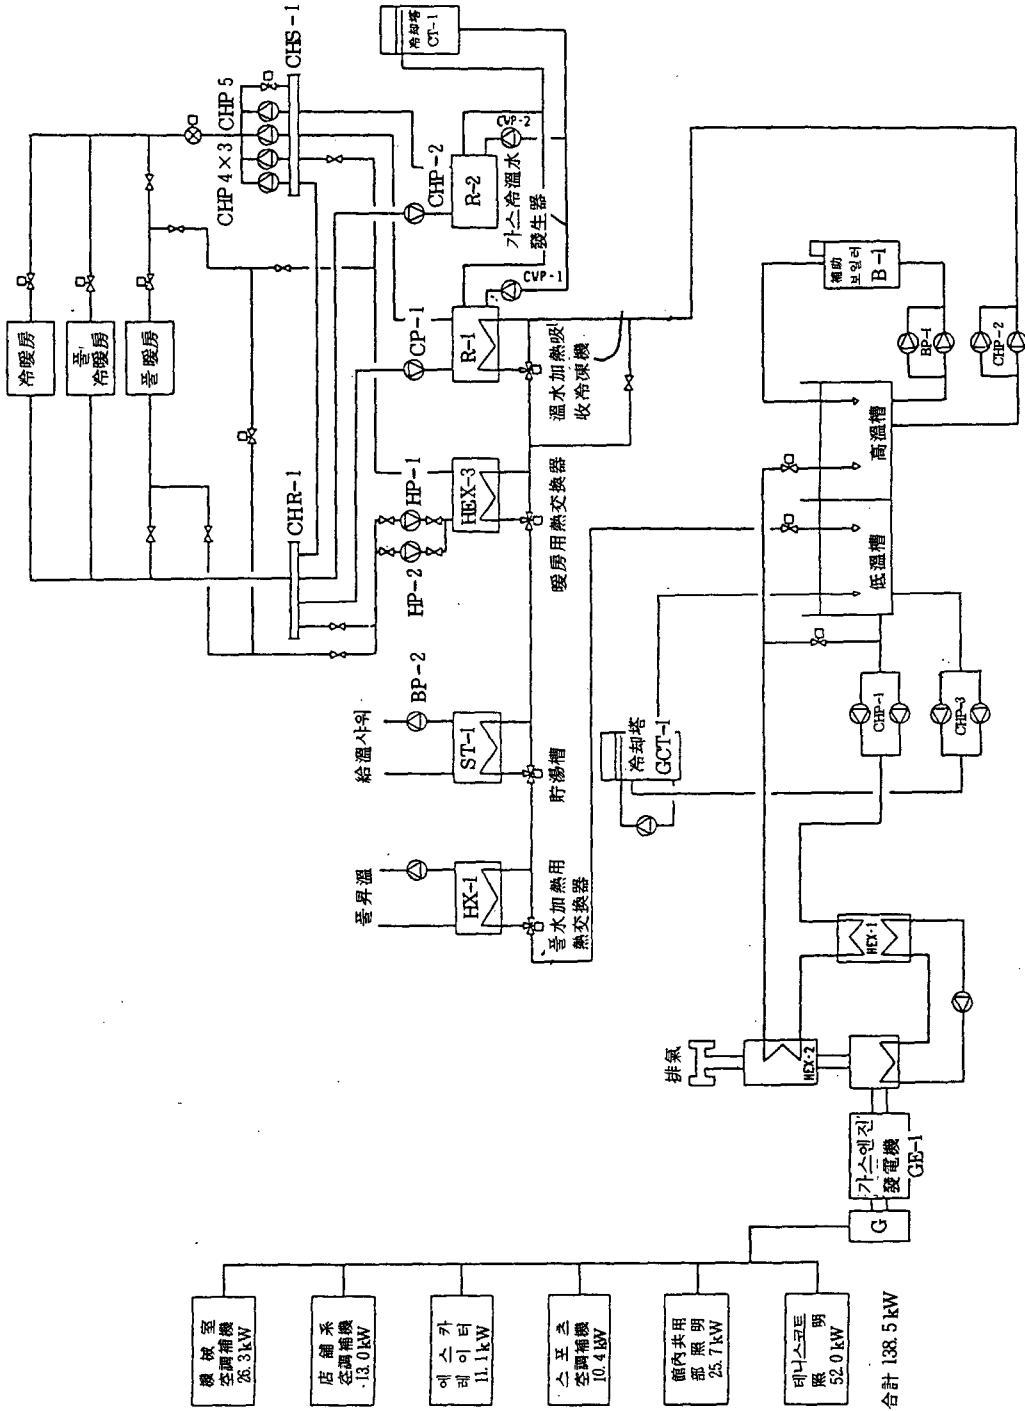 冷暖房
풀
冷暖房
풀 暖房
CHP 4×3
CHP 5
CHS-1
冷却塔
CT-1
CHR-1
CHP-2
R-2
CWP-2
가스冷溫水
發生器
CP-1
R-1
CWP-1
溫水加熱吸
收冷凍機
HP-1
HP-2
HEX-3
暖房用熱交換器
給溫샤워
BP-2
ST-1
貯湯槽
풀昇溫
HX-1
풀水加熱用
熱交換器
補助
보일러
B-1
BP-1
CHP-2
高溫槽
低溫槽
冷却塔
GCT-1
CHP-1
CHP-3
排氣
HEX-2
HEX-1
가스엔진
發電機
GE-1
G
機械室
空調補機
26.3kW
店舖系
空調補機
13.0kW
에스카
레이터
11.1kW
스포츠
空調補機
10.4kW
館內共用
部照明
25.7kW
테니스코트
照明
52.0kW
合計 138.5kW